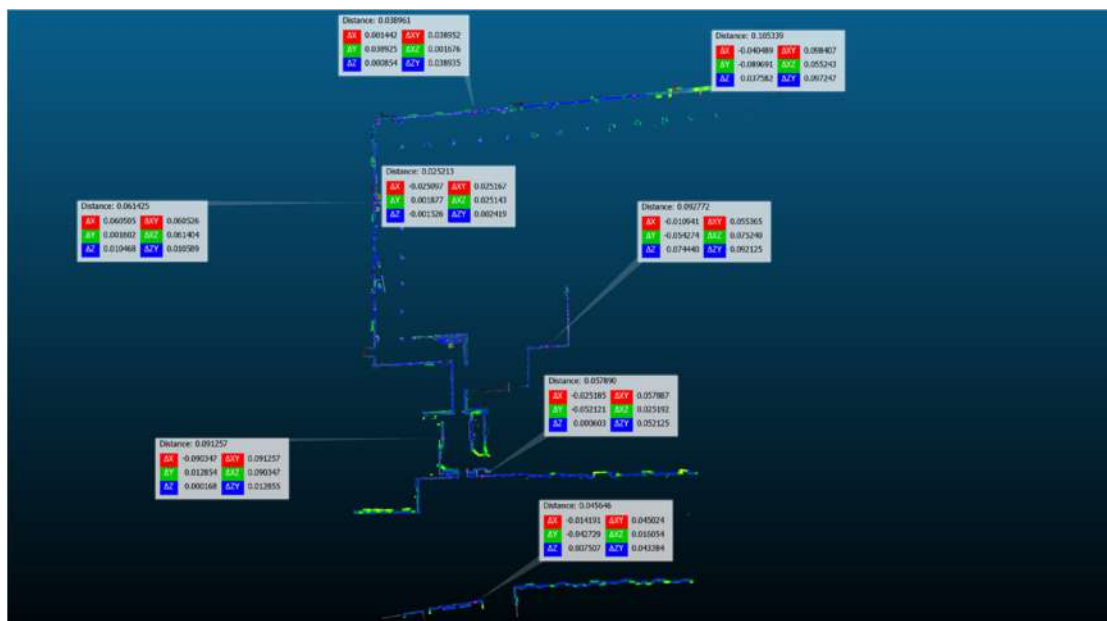 Distance: 0.038961
ΔX 0.001442 ΔXY 0.038952
ΔY 0.038925 ΔXZ 0.001676
ΔZ 0.000854 ΔZY 0.038935
Distance: 0.105339
ΔX -0.040489 ΔXY 0.098407
ΔY -0.089691 ΔXZ 0.055243
ΔZ 0.037582 ΔZY 0.097247
Distance: 0.025213
ΔX -0.025097 ΔXY 0.025167
ΔY 0.001877 ΔXZ 0.025143
ΔZ -0.001526 ΔZY 0.002419
Distance: 0.061425
ΔX 0.060505 ΔXY 0.060526
ΔY 0.001602 ΔXZ 0.061404
ΔZ 0.010468 ΔZY 0.010589
Distance: 0.092772
ΔX -0.010941 ΔXY 0.055365
ΔY -0.054274 ΔXZ 0.075240
ΔZ 0.074440 ΔZY 0.092125
Distance: 0.057890
ΔX -0.025185 ΔXY 0.057887
ΔY -0.052121 ΔXZ 0.025192
ΔZ 0.000603 ΔZY 0.052125
Distance: 0.091257
ΔX -0.090347 ΔXY 0.091257
ΔY 0.012854 ΔXZ 0.090347
ΔZ 0.000168 ΔZY 0.012855
Distance: 0.045646
ΔX -0.014191 ΔXY 0.045024
ΔY -0.042729 ΔXZ 0.016054
ΔZ 0.007507 ΔZY 0.043384